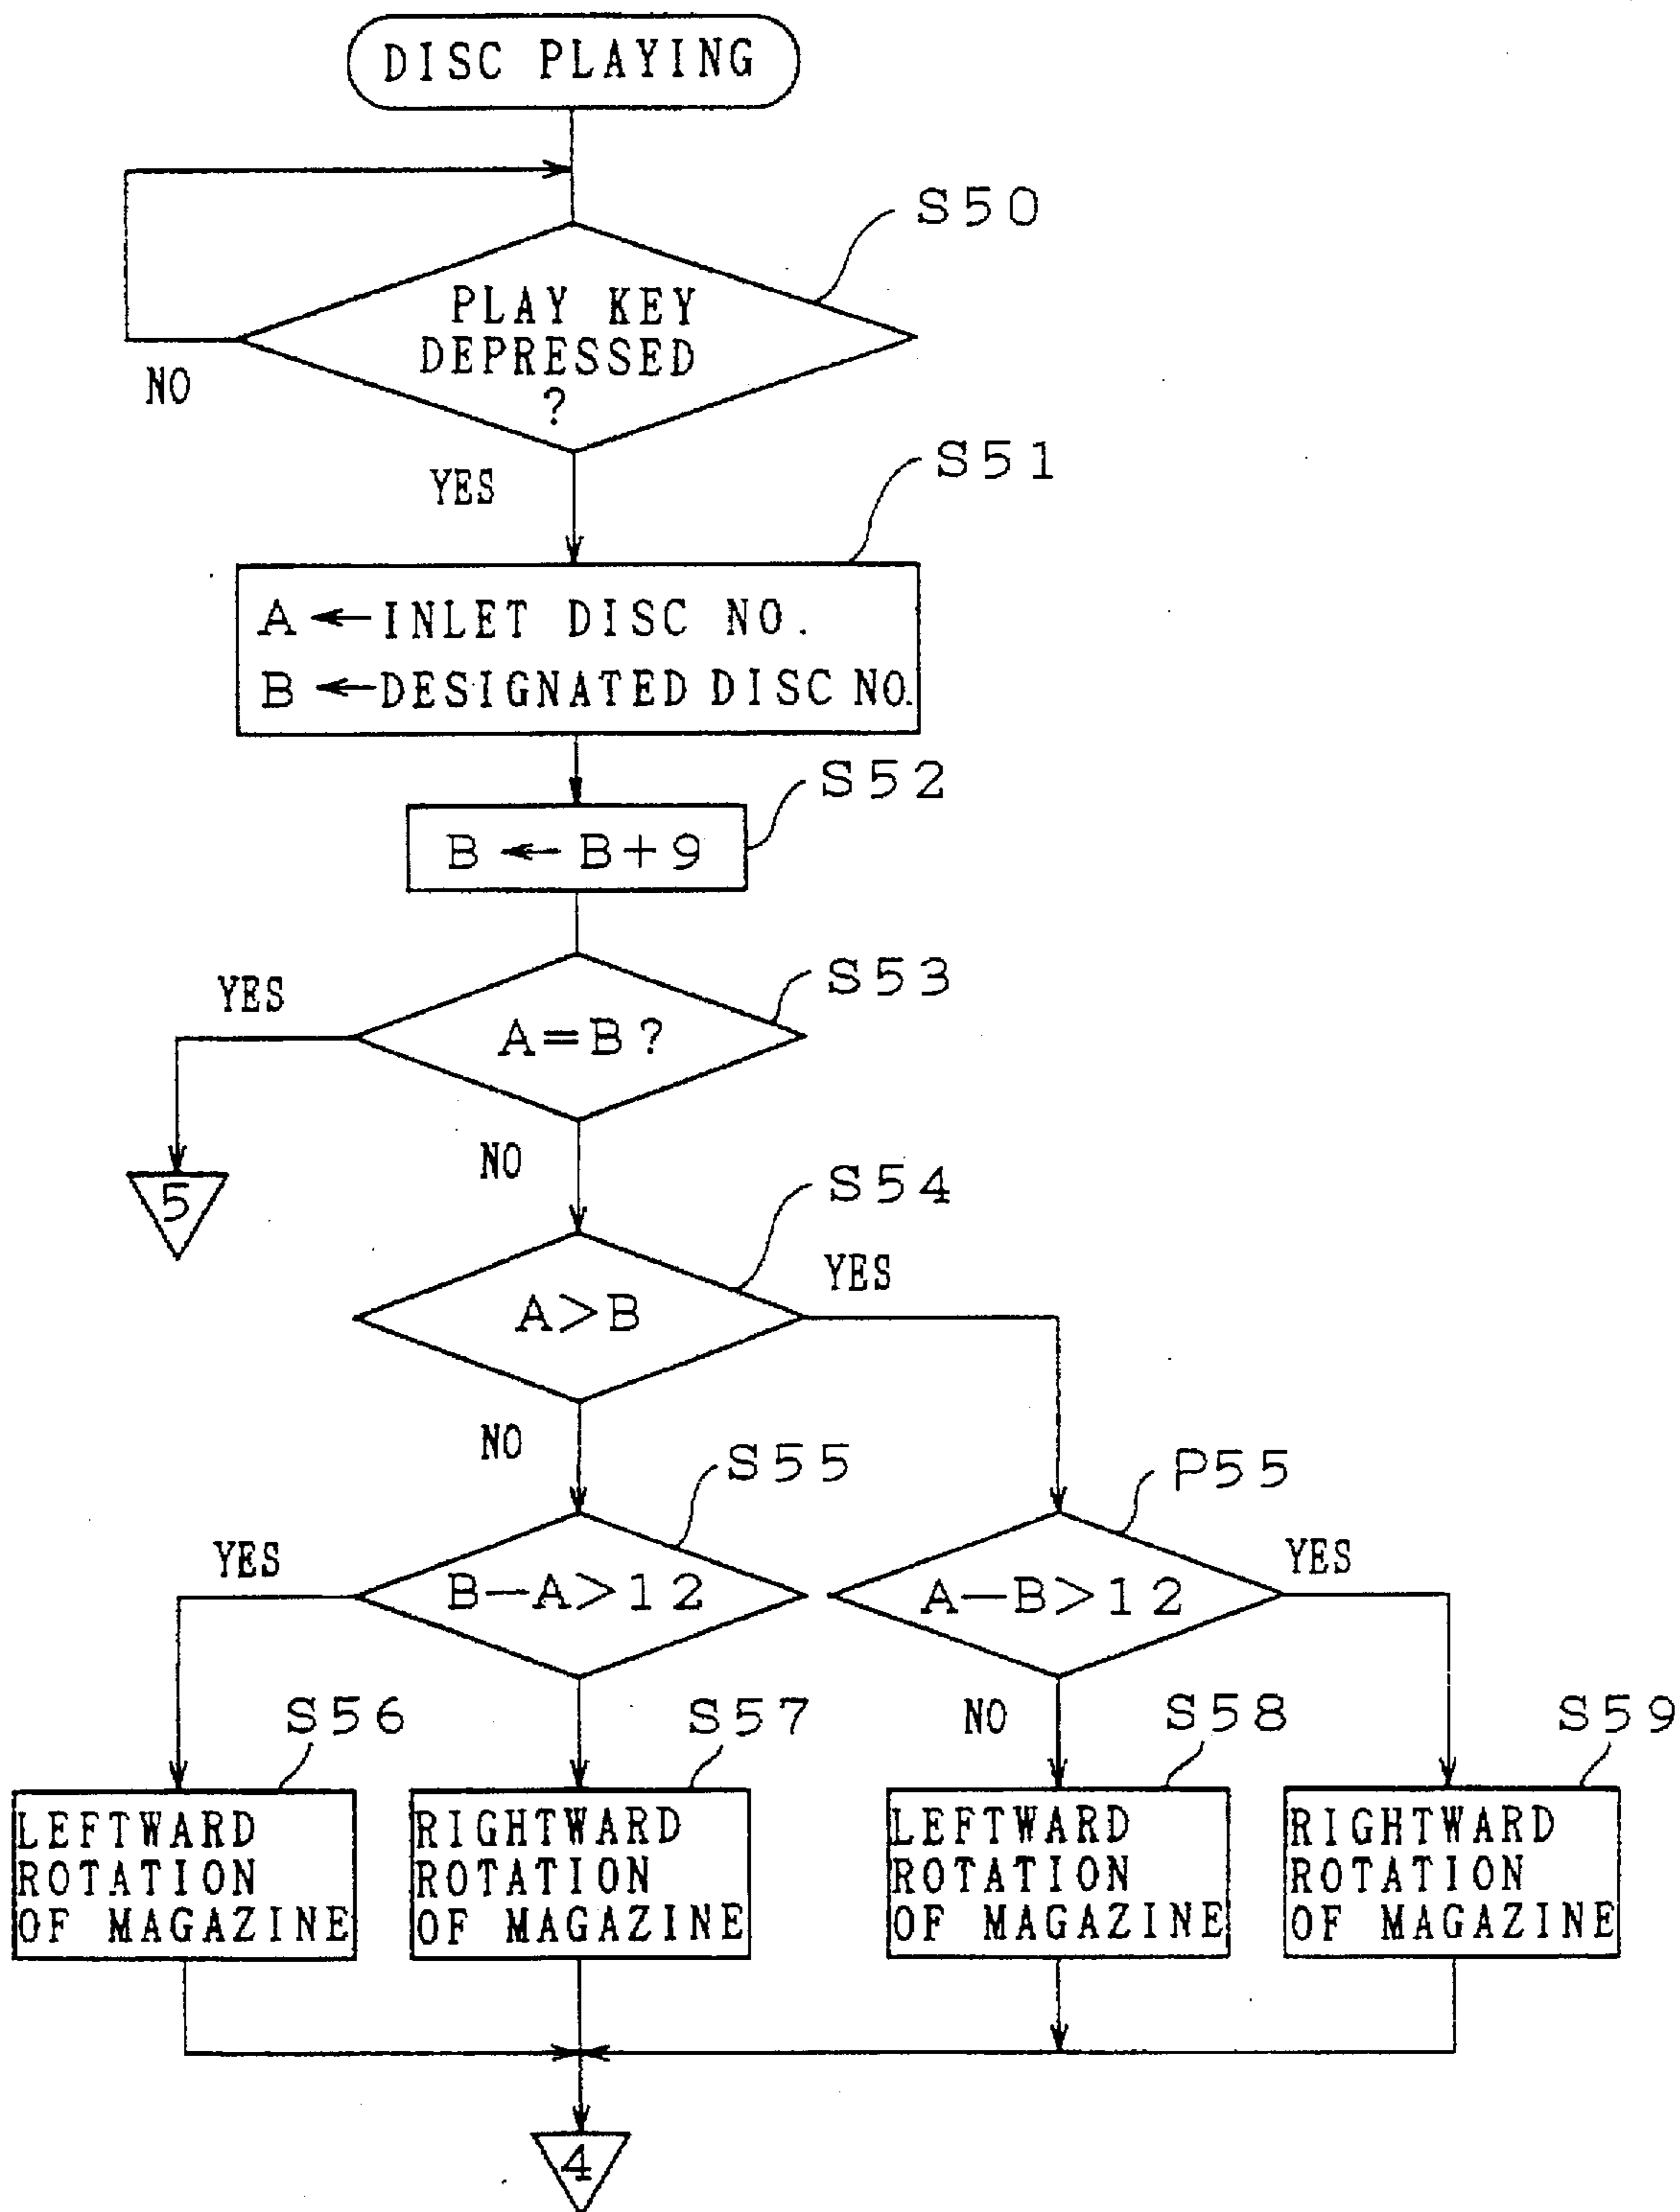 DISC PLAYING
S50
PLAY KEY
DEPRESSED
?
NO
YES
S51
A←INLET DISC NO.
B←DESIGNATED DISC NO.
S52
B←B+9
S53
YES
A=B?
NO
5
S54
YES
A>B
NO
S55
P55
YES
B−A>12
A−B>12
YES
S56
S57
NO
S58
S59
LEFTWARD
ROTATION
OF MAGAZINE
RIGHTWARD
ROTATION
OF MAGAZINE
LEFTWARD
ROTATION
OF MAGAZINE
RIGHTWARD
ROTATION
OF MAGAZINE
4